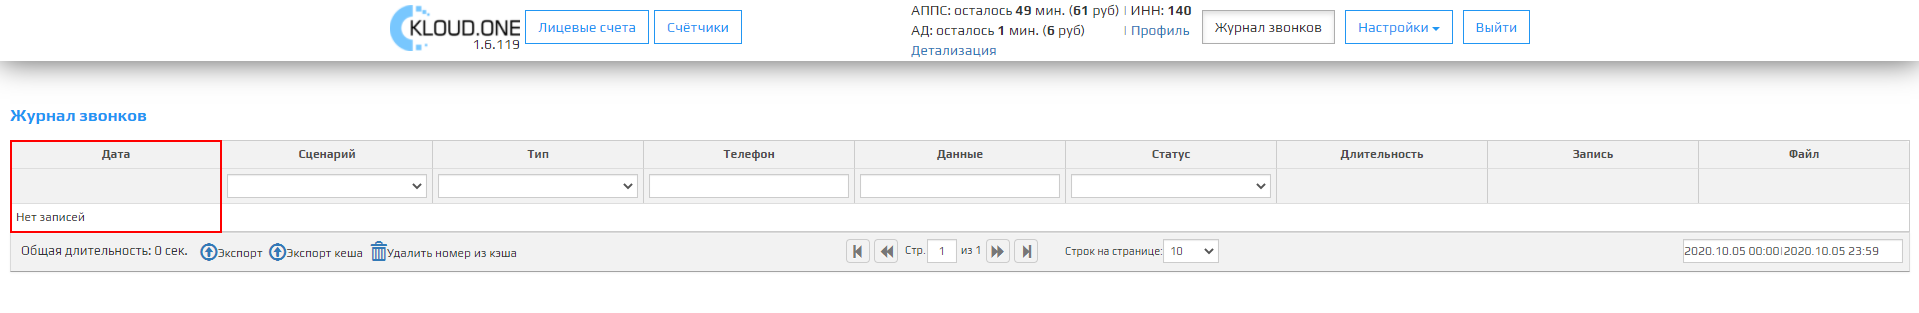 KLOUD.ONE
1.6.119
Лицевые счета
Счётчики
АППС: осталось 49 мин. (61 руб) | ИНН: 140
АД: осталось 1 мин. (6 руб) | Профиль
Детализация
Журнал звонков
Настройки
Выйти
Журнал звонков
Дата Сценарий Тип Телефон Данные Статус Длительность Запись Файл
Нет записей
Общая длительность: 0 сек. Экспорт Экспорт кеша Удалить номер из кэша Стр. 1 из 1 Строк на странице: 10 2020.10.05 00:00|2020.10.05 23:59